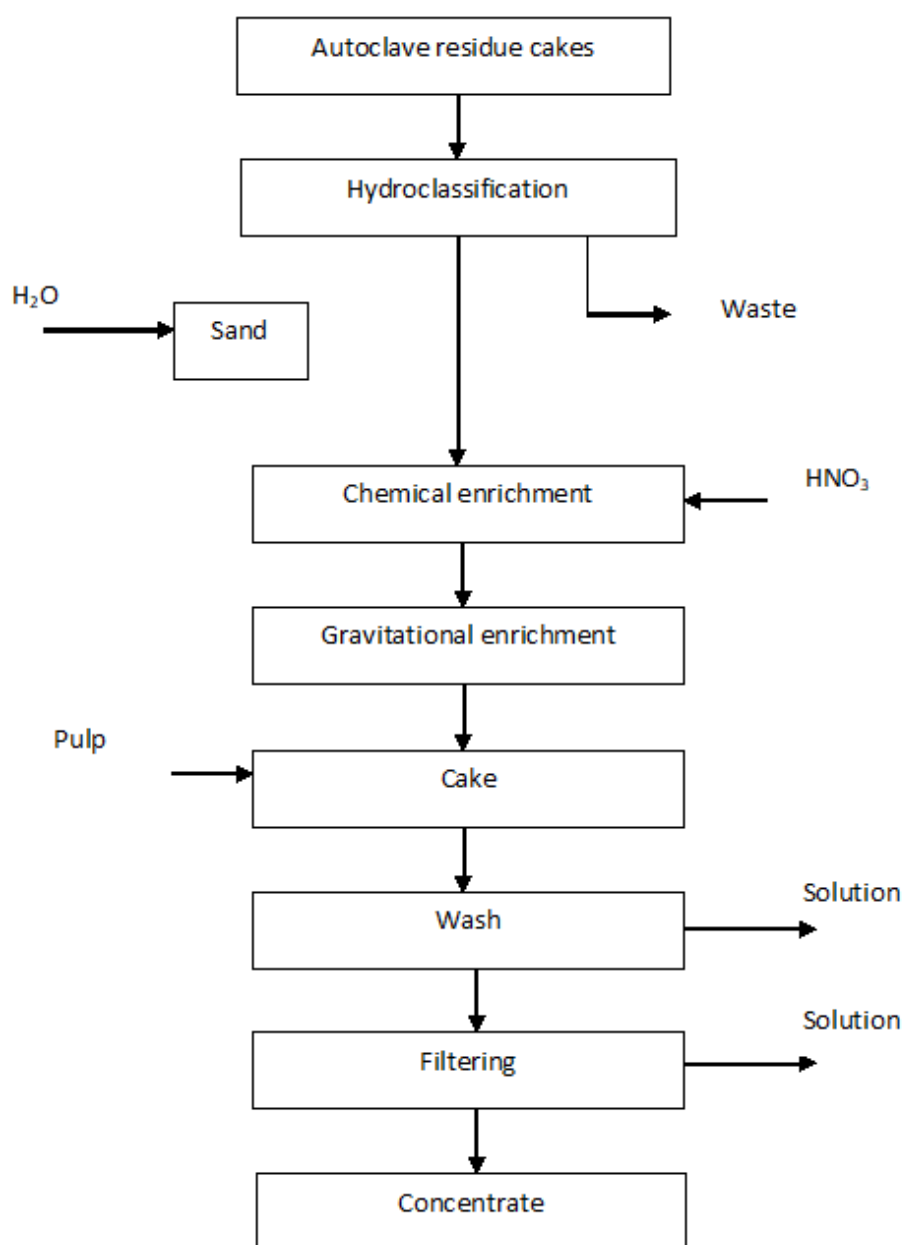 Autoclave residue cakes
Hydroclassification
H₂O
Sand
Waste
Chemical enrichment
HNO₃
Gravitational enrichment
Pulp
Cake
Solution
Wash
Solution
Filtering
Concentrate